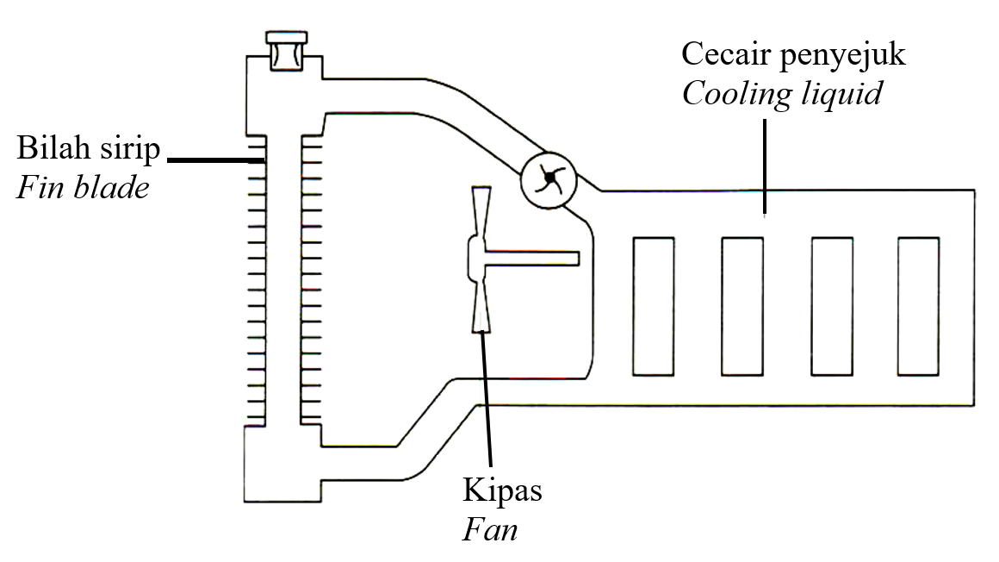 Cecair penyejuk
Cooling liquid
Bilah sirip
Fin blade
Kipas
Fan